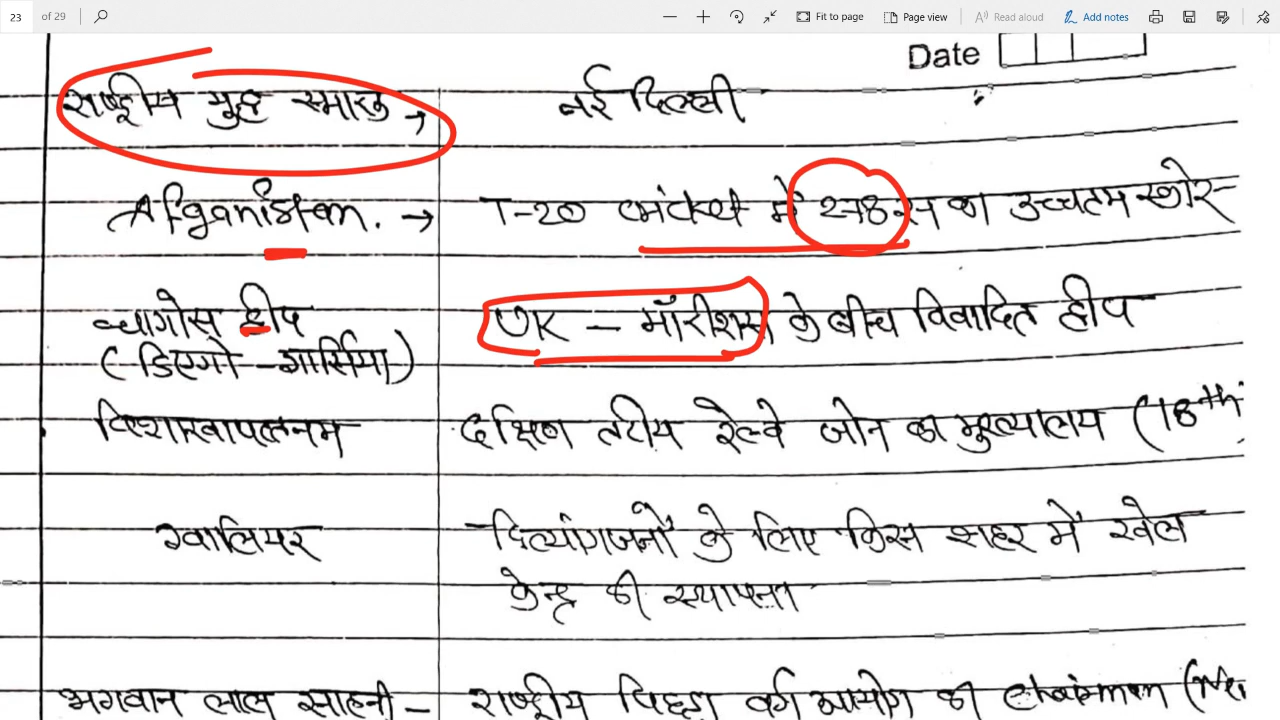 23 of 29 Fit to page Page view Read aloud Add notes
Date
राष्ट्रीय युद्ध स्मारक → नई दिल्ली
Afganistan. → T-20 में 278 रन का उच्चतम स्कोर-
चागोस द्वीप UK - मॉरीशस के बीच विवादित द्वीप
(डिएगो-गार्सिया)
विशाखापत्तनम दक्षिण तटीय रेल्वे जोन का मुख्यालय (18th
ग्वालियर दिव्यांगजनों के लिए किस शहर में खेल
केन्द्र की स्थापना
भगवान लाल साहनी - राष्ट्रीय पिछड़ा वर्ग आयोग का chairman